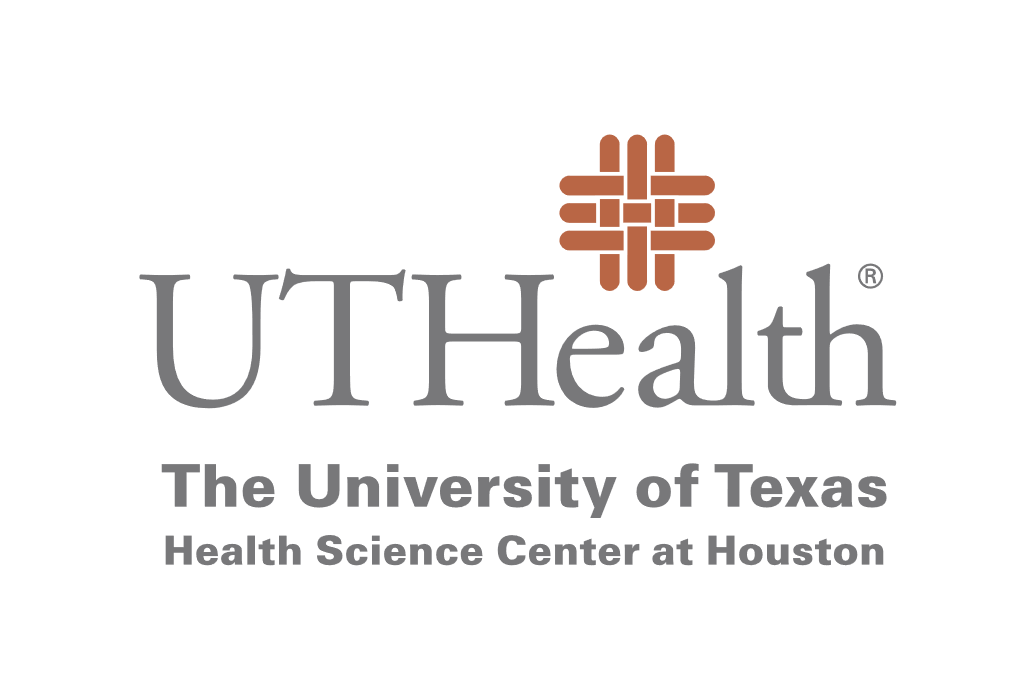 UTHealth®
The University of Texas
Health Science Center at Houston